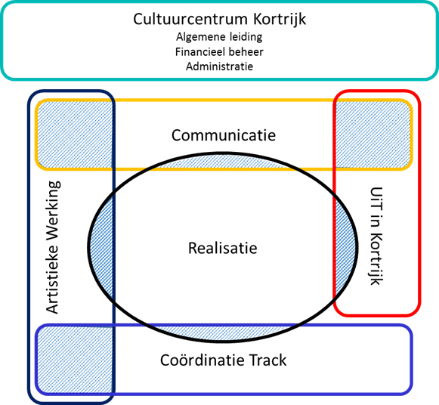 Cultuurcentrum Kortrijk
Algemene leiding
Financieel beheer
Administratie
Communicatie
Artistieke Werking
Realisatie
UiT in Kortrijk
Coördinatie Track